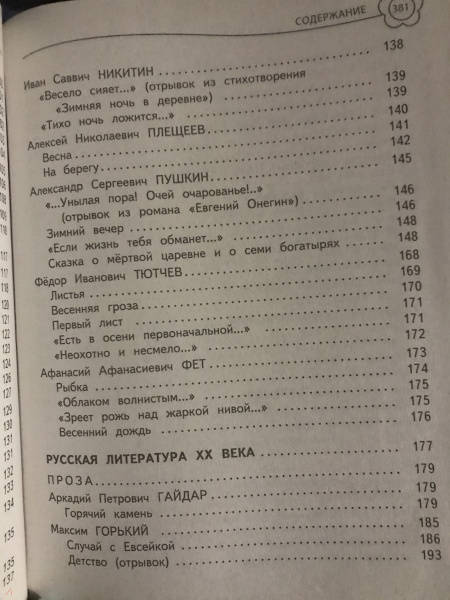 СОДЕРЖАНИЕ 381
Иван Саввич НИКИТИН ........ 138
«Весело сияет...» (отрывок из стихотворения
«Зимняя ночь в деревне») ........ 139
«Тихо ночь ложится...» ........ 139
Алексей Николаевич ПЛЕЩЕЕВ ........ 140
Весна ........ 141
На берегу ........ 142
Александр Сергеевич ПУШКИН ........ 145
«...Унылая пора! Очей очарованье!..»
(отрывок из романа «Евгений Онегин») ........ 146
Зимний вечер ........ 146
«Если жизнь тебя обманет...» ........ 148
Сказка о мёртвой царевне и о семи богатырях ........ 148
Фёдор Иванович ТЮТЧЕВ ........ 168
Листья ........ 169
Весенняя гроза ........ 170
Первый лист ........ 171
«Есть в осени первоначальной...» ........ 171
«Неохотно и несмело...» ........ 172
Афанасий Афанасиевич ФЕТ ........ 173
Рыбка ........ 174
«Облаком волнистым...» ........ 175
«Зреет рожь над жаркой нивой...» ........ 175
Весенний дождь ........ 176
РУССКАЯ ЛИТЕРАТУРА XX ВЕКА ........ 177
ПРОЗА ........ 179
Аркадий Петрович ГАЙДАР ........ 179
Горячий камень ........ 179
Максим ГОРЬКИЙ ........ 185
Случай с Евсейкой ........ 186
Детство (отрывок) ........ 193